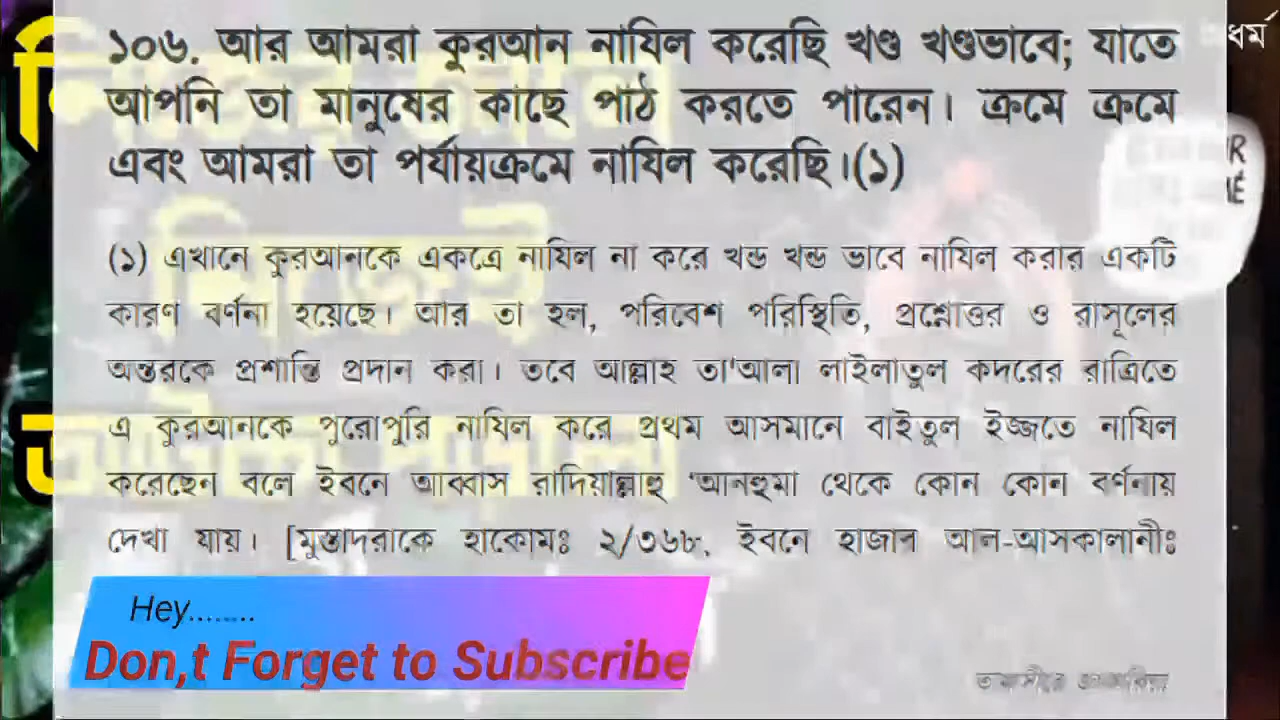 ধর্ম
১০৬. আর আমরা কুরআন নাযিল করেছি খণ্ড খণ্ডভাবে; যাতে
আপনি তা মানুষের কাছে পাঠ করতে পারেন। ক্রমে ক্রমে
এবং আমরা তা পর্যায়ক্রমে নাযিল করেছি।(১)
(১) এখানে কুরআনকে একত্রে নাযিল না করে খন্ড খন্ড ভাবে নাযিল করার একটি
কারণ বর্ণনা হয়েছে। আর তা হল, পরিবেশ পরিস্থিতি, প্রশ্নোত্তর ও রাসূলের
অন্তরকে প্রশান্তি প্রদান করা। তবে আল্লাহ তা'আলা লাইলাতুল কদরের রাত্রিতে
এ কুরআনকে পুরোপুরি নাযিল করে প্রথম আসমানে বাইতুল ইজ্জতে নাযিল
করেছেন বলে ইবনে আব্বাস রাদিয়াল্লাহু 'আনহুমা থেকে কোন কোন বর্ণনায়
দেখা যায়। [মুস্তাদরাকে হাকোমঃ ২/৩৬৮, ইবনে হাজার আল-আসকালানীঃ
Hey........
Don,t Forget to Subscribe